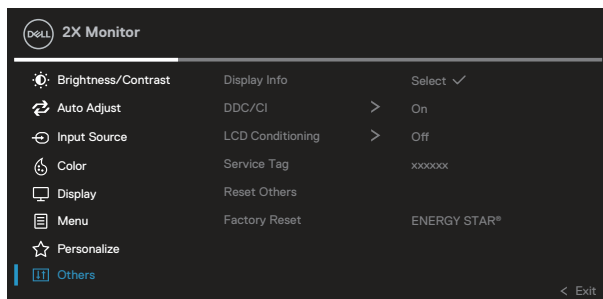 DELL 2X Monitor
Brightness/Contrast Display Info Select ✓
Auto Adjust DDC/CI > On
Input Source LCD Conditioning > Off
Color Service Tag xxxxxx
Display Reset Others
Menu Factory Reset ENERGY STAR®
Personalize
Others
< Exit